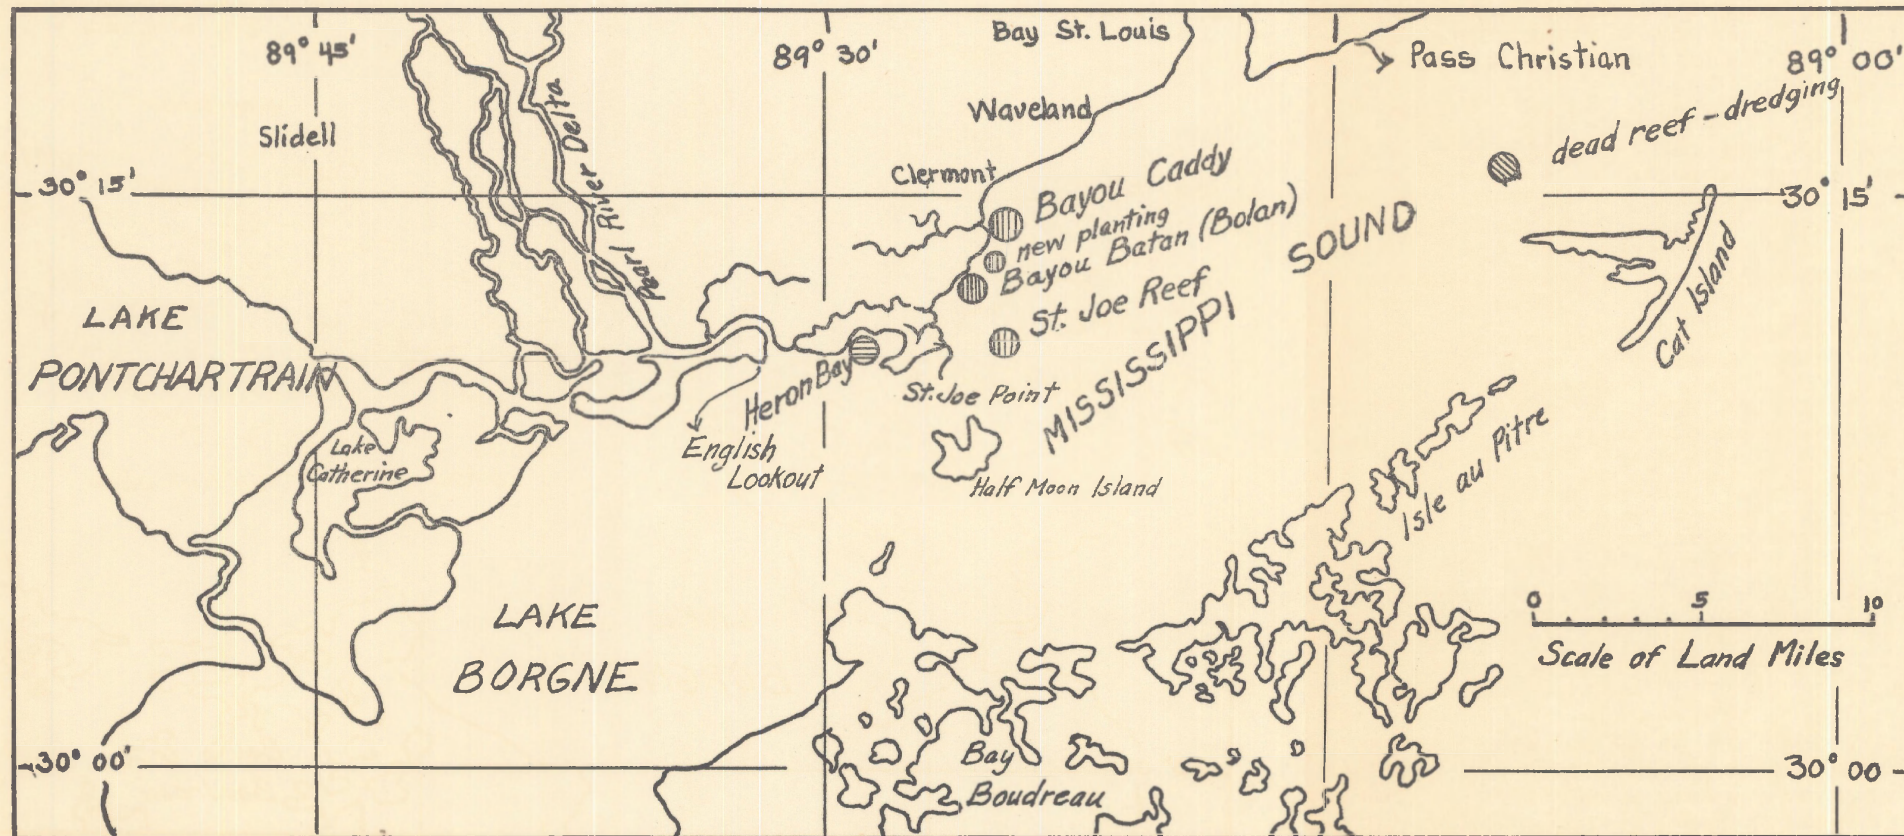 89° 45'
89° 30'
Bay St. Louis
Pass Christian
89° 00'
Slidell
Pearl River Delta
Waveland
dead reef - dredging
Clermont
30° 15'
Bayou Caddy
new planting
Bayou Batan (Bolan)
St. Joe Reef
MISSISSIPPI SOUND
30° 15'
Cat Island
LAKE
PONTCHARTRAIN
Heron Bay
St. Joe Point
English
Lookout
Half Moon Island
Lake
Catherine
Isle au Pitre
LAKE
BORGNE
0 5 10
Scale of Land Miles
30° 00'
Bay
Boudreau
30° 00